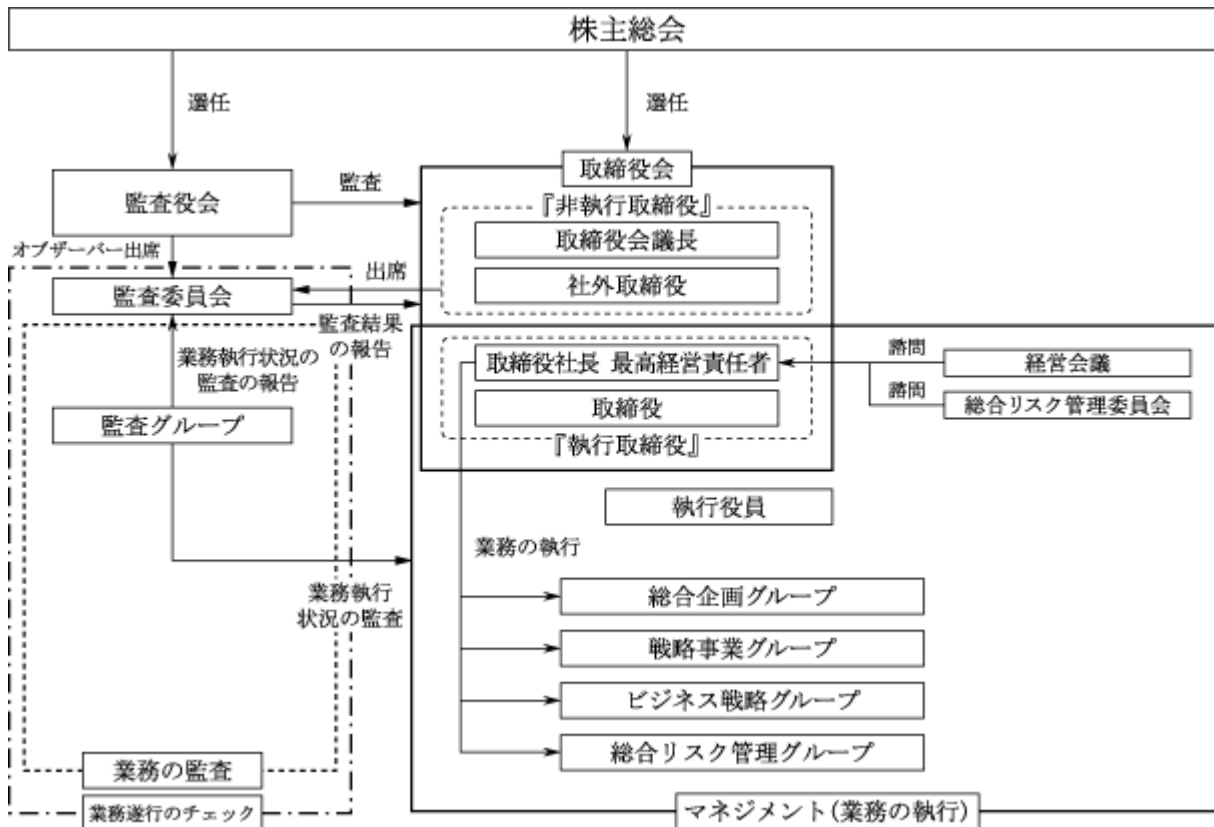 株主総会
選任
選任
取締役会
監査役会
監査
『非執行取締役』
取締役会議長
オブザーバー出席
出席
社外取締役
監査委員会
監査結果
の報告
業務執行状況の
監査の報告
取締役社長 最高経営責任者
諮問
経営会議
諮問
総合リスク管理委員会
取締役
監査グループ
『執行取締役』
執行役員
業務の執行
業務執行
状況の監査
総合企画グループ
戦略事業グループ
ビジネス戦略グループ
総合リスク管理グループ
業務の監査
業務遂行のチェック
マネジメント(業務の執行)